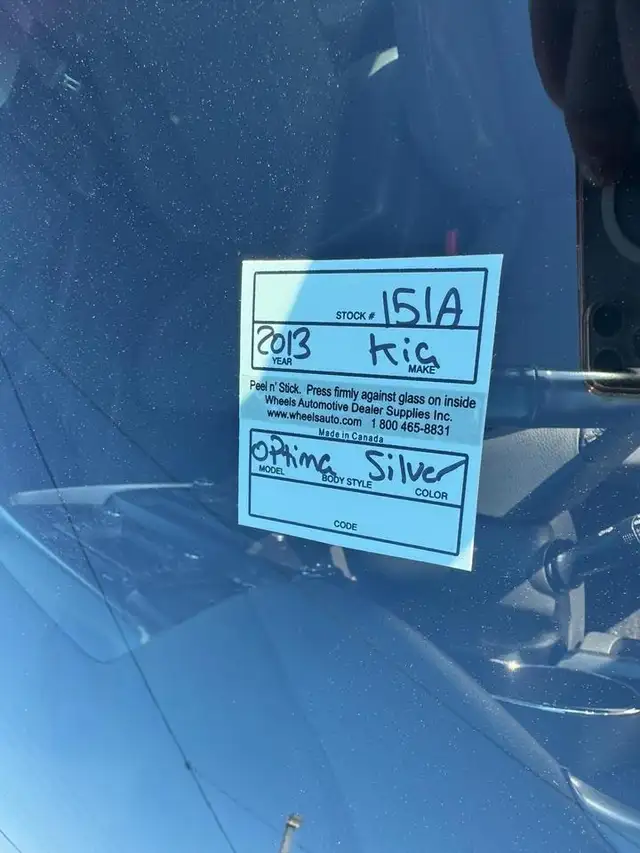 STOCK # 151A
2013 Kia
YEAR MAKE
Peel n' Stick. Press firmly against glass on inside
Wheels Automotive Dealer Supplies Inc.
www.wheelsauto.com 1 800 465-8831
Made in Canada
Optima Silver
MODEL BODY STYLE COLOR
CODE